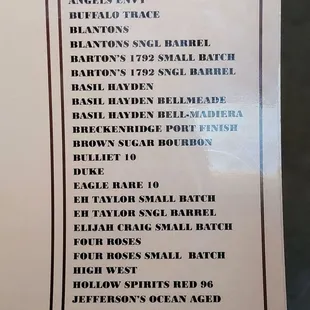 ANGELS ENVY
BUFFALO TRACE
BLANTONS
BLANTONS SNGL BARREL
BARTON'S 1792 SMALL BATCH
BARTON'S 1792 SNGL BARREL
BASIL HAYDEN
BASIL HAYDEN BELLMEADE
BASIL HAYDEN BELL-MADIERA
BRECKENRIDGE PORT FINISH
BROWN SUGAR BOURBON
BULLIET 10
DUKE
EAGLE RARE 10
EH TAYLOR SMALL BATCH
EH TAYLOR SNGL BARREL
ELIJAH CRAIG SMALL BATCH
FOUR ROSES
FOUR ROSES SMALL BATCH
HIGH WEST
HOLLOW SPIRITS RED 96
JEFFERSON'S OCEAN AGED